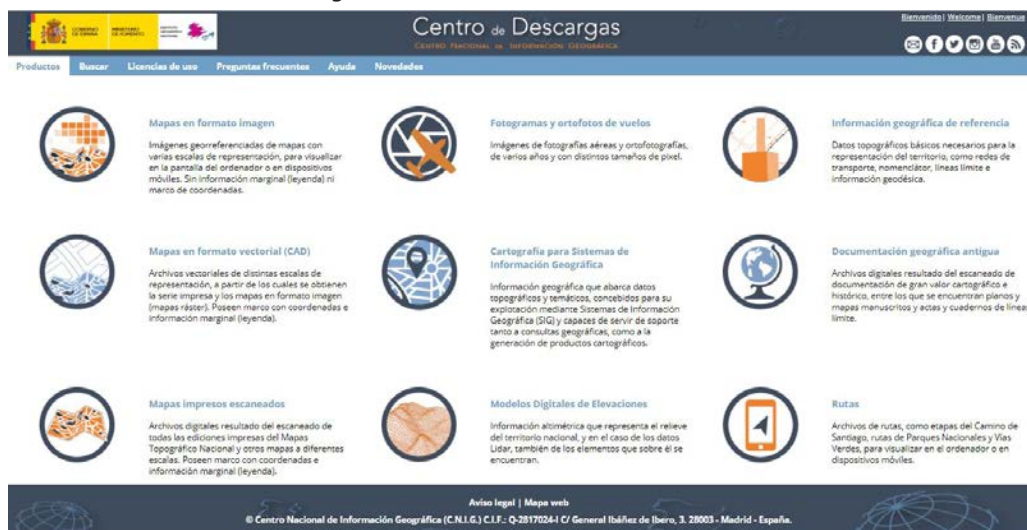 GOBIERNO DE ESPAÑA
MINISTERIO DE FOMENTO
Centro de Descargas
CENTRO NACIONAL DE INFORMACIÓN GEOGRÁFICA
Bienvenido | Welcome | Bienvenue
Productos Buscar Licencias de uso Preguntas frecuentes Ayuda Novedades
Mapas en formato imagen
Imágenes georreferenciadas de mapas con
varias escalas de representación, para visualizar
en la pantalla del ordenador o en dispositivos
móviles. Sin información marginal (leyenda) ni
marco de coordenadas.
Fotogramas y ortofotos de vuelos
Imágenes de fotografías aéreas y ortofotografías,
de varios años y con distintos tamaños de pixel.
Información geográfica de referencia
Datos topográficos básicos necesarios para la
representación del territorio, como redes de
transporte, nomenclátor, líneas límite e
información geodésica.
Mapas en formato vectorial (CAD)
Archivos vectoriales de distintas escalas de
representación, a partir de los cuales se obtienen
la serie impresa y los mapas en formato imagen
(mapas ráster). Poseen marco con coordenadas e
información marginal (leyenda).
Cartografía para Sistemas de
Información Geográfica
Información geográfica que abarca datos
topográficos y temáticos, concebidos para su
explotación mediante Sistemas de Información
Geográfica (SIG) y capaces de servir de soporte
tanto a consultas geográficas, como a la
generación de productos cartográficos.
Documentación geográfica antigua
Archivos digitales resultado del escaneado de
documentación de gran valor cartográfico e
histórico, entre los que se encuentran planos y
mapas manuscritos y actas y cuadernos de líneas
límite.
Mapas impresos escaneados
Archivos digitales resultado del escaneado de
todas las ediciones impresas del Mapas
Topográfico Nacional y otros mapas a diferentes
escalas. Poseen marco con coordenadas e
información marginal (leyenda).
Modelos Digitales de Elevaciones
Información altimétrica que representa el relieve
del territorio nacional, y en el caso de los datos
Lidar, también de los elementos que sobre él se
encuentran.
Rutas
Archivos de rutas, como etapas del Camino de
Santiago, rutas de Parques Nacionales y Vías
Verdes, para visualizar en el ordenador o en
dispositivos móviles.
Aviso legal | Mapa web
© Centro Nacional de Información Geográfica (C.N.I.G.) C.I.F.: Q-2817024-I C/ General Ibáñez de Ibero, 3. 28003 - Madrid - España.